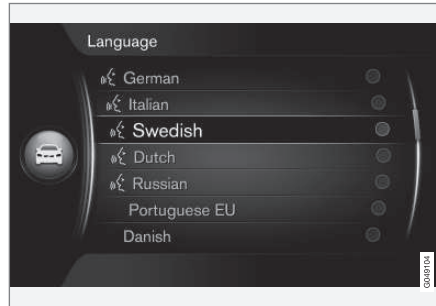 Language
German
Italian
Swedish
Dutch
Russian
Portuguese EU
Danish
G049104